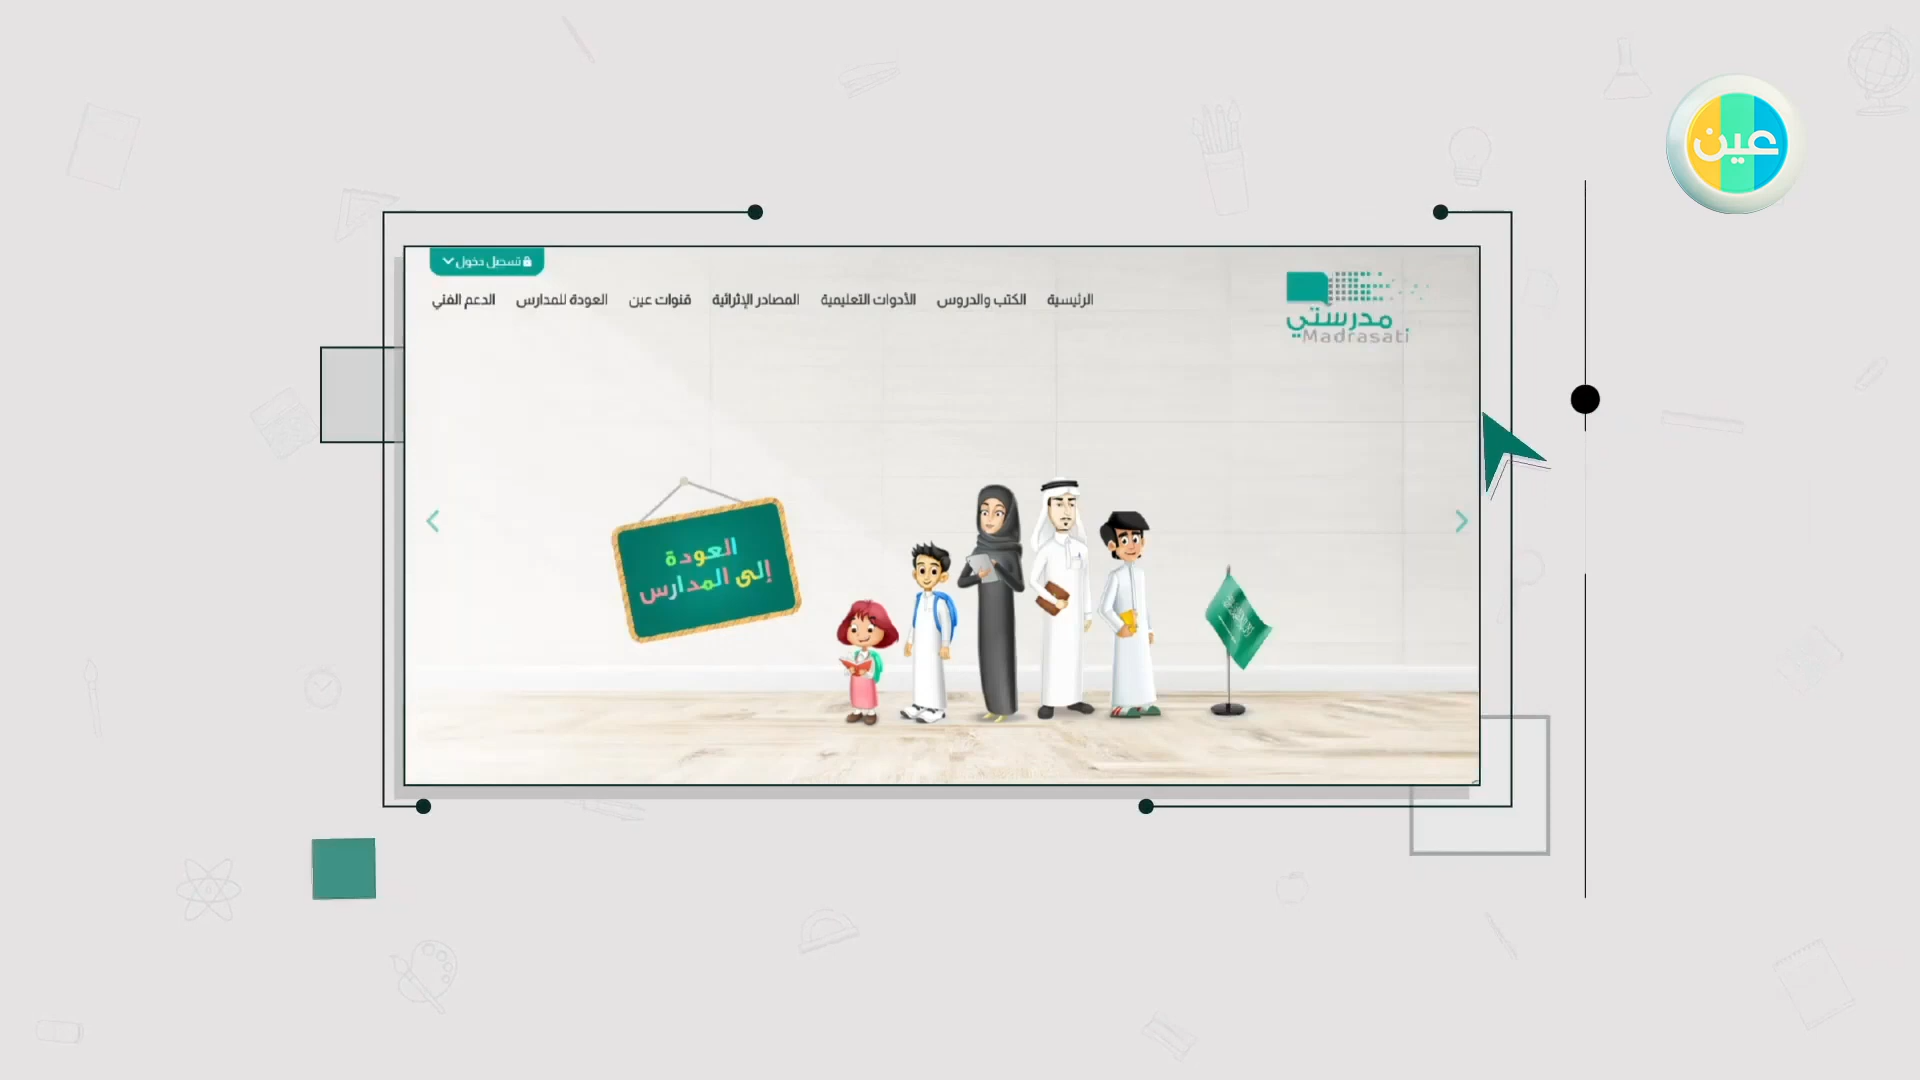 عين
تسجيل دخول
الرئيسية الكتب والدروس الأدوات التعليمية المصادر الإثرائية قنوات عين العودة للمدارس الدعم الفني
مدرستي
Madrasati
العودة
إلى المدارس